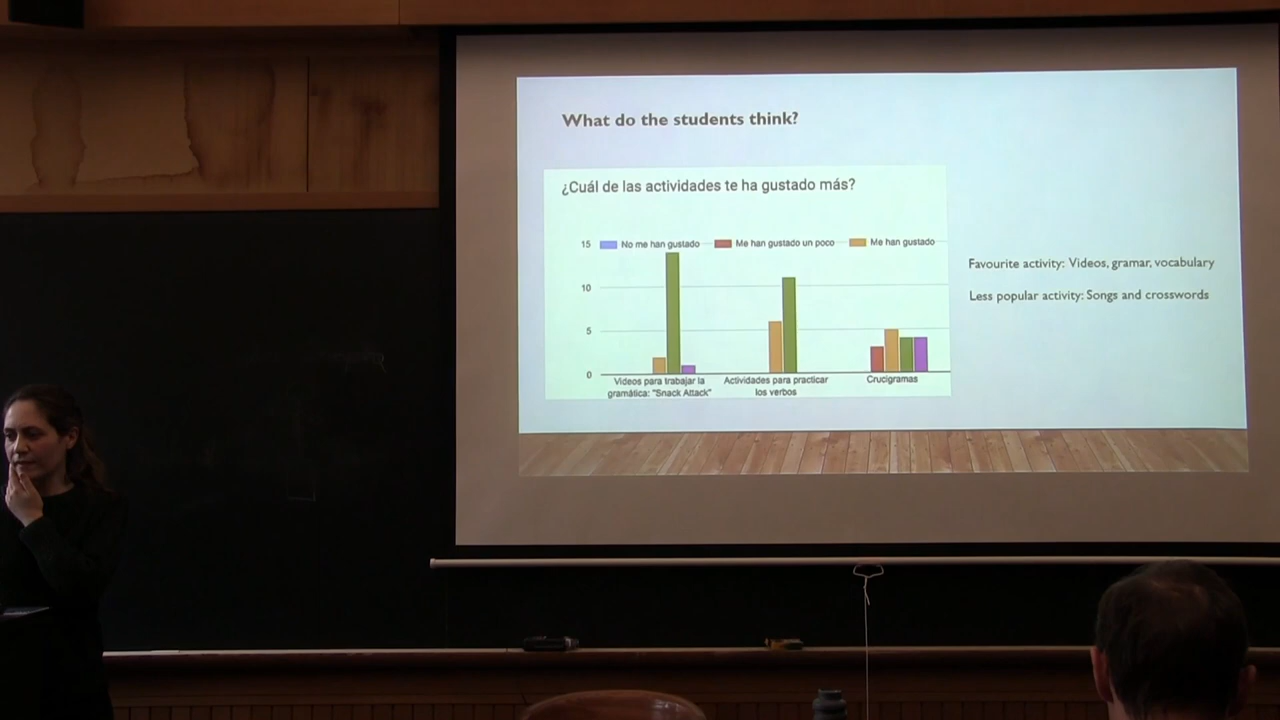 What do the students think?
¿Cuál de las actividades te ha gustado más?
15
No me han gustado
Me han gustado un poco
Me han gustado
10
5
0
Videos para trabajar la
gramática: "Snack Attack"
Actividades para practicar
los verbos
Crucigramas
Favourite activity: Videos, gramar, vocabulary
Less popular activity: Songs and crosswords